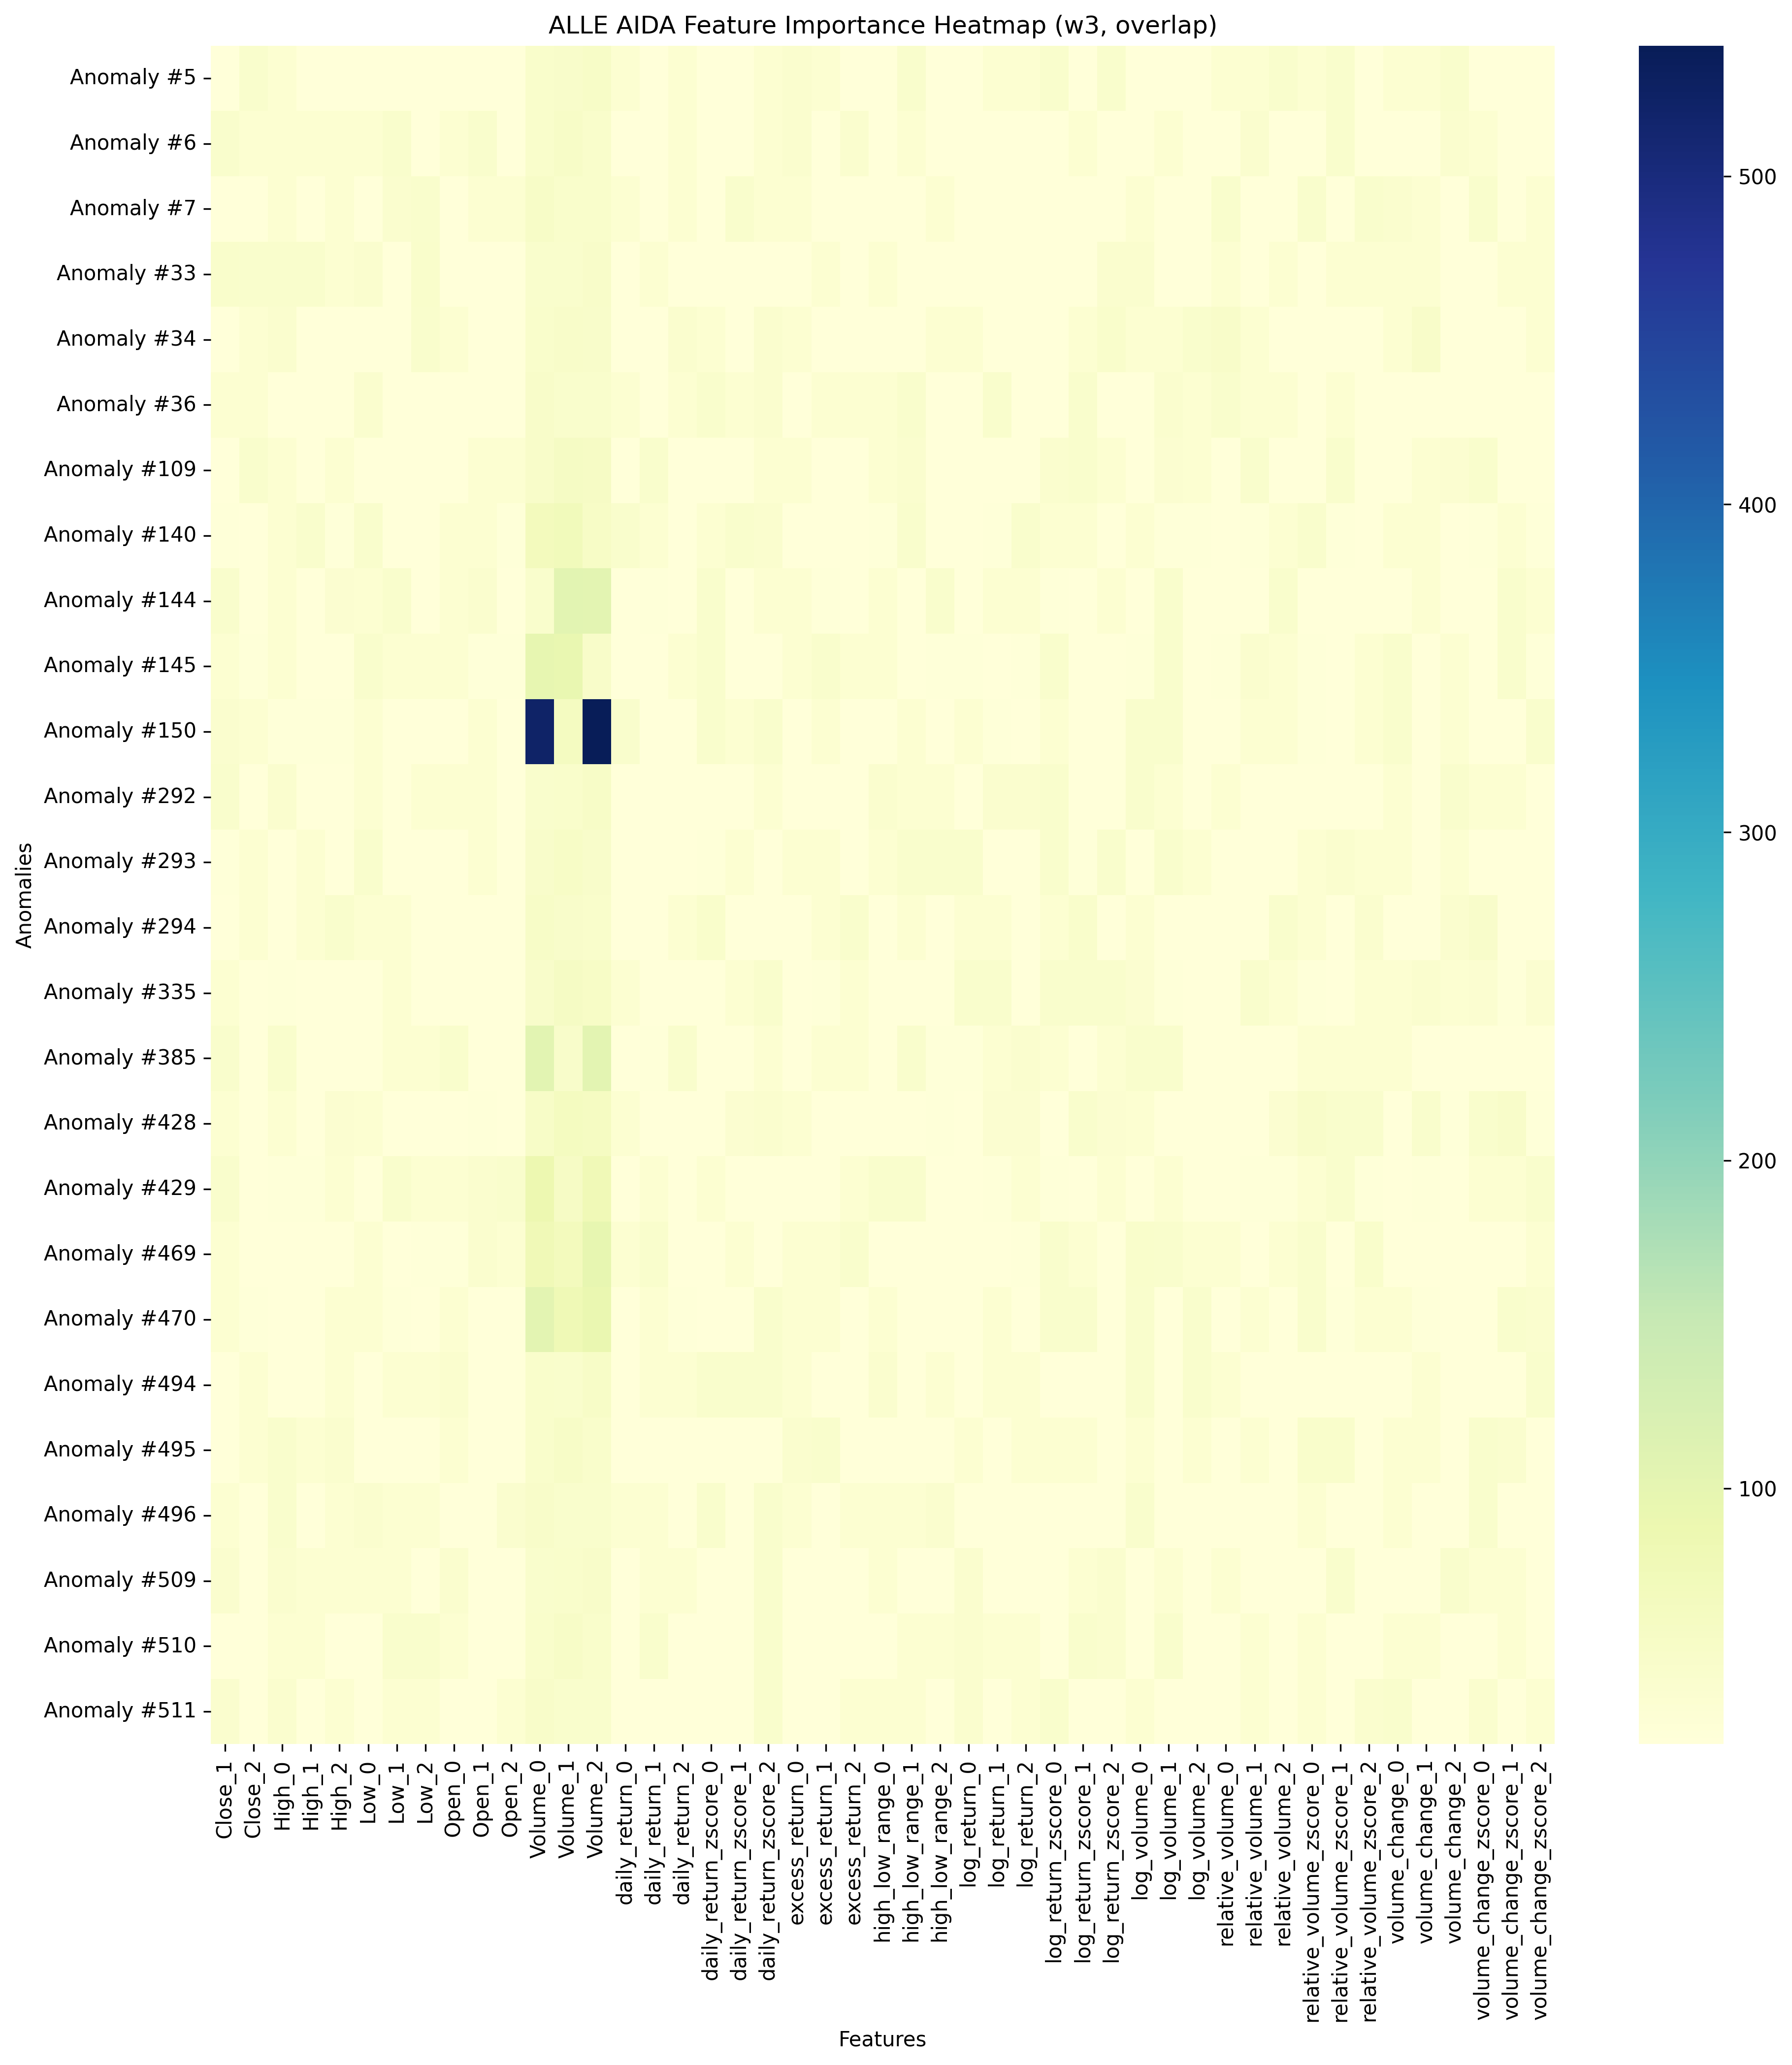 ALLE AIDA Feature Importance Heatmap (w3, overlap)
Anomalies
Anomaly #5
Anomaly #6
Anomaly #7
Anomaly #33
Anomaly #34
Anomaly #36
Anomaly #109
Anomaly #140
Anomaly #144
Anomaly #145
Anomaly #150
Anomaly #292
Anomaly #293
Anomaly #294
Anomaly #335
Anomaly #385
Anomaly #428
Anomaly #429
Anomaly #469
Anomaly #470
Anomaly #494
Anomaly #495
Anomaly #496
Anomaly #509
Anomaly #510
Anomaly #511
Close_1
Close_2
High_0
High_1
High_2
Low_0
Low_1
Low_2
Open_0
Open_1
Open_2
Volume_0
Volume_1
Volume_2
daily_return_0
daily_return_1
daily_return_2
daily_return_zscore_0
daily_return_zscore_1
daily_return_zscore_2
excess_return_0
excess_return_1
excess_return_2
high_low_range_0
high_low_range_1
high_low_range_2
log_return_0
log_return_1
log_return_2
log_return_zscore_0
log_return_zscore_1
log_return_zscore_2
log_volume_0
log_volume_1
log_volume_2
relative_volume_0
relative_volume_1
relative_volume_2
relative_volume_zscore_0
relative_volume_zscore_1
relative_volume_zscore_2
volume_change_0
volume_change_1
volume_change_2
volume_change_zscore_0
volume_change_zscore_1
volume_change_zscore_2
Features
500
400
300
200
100